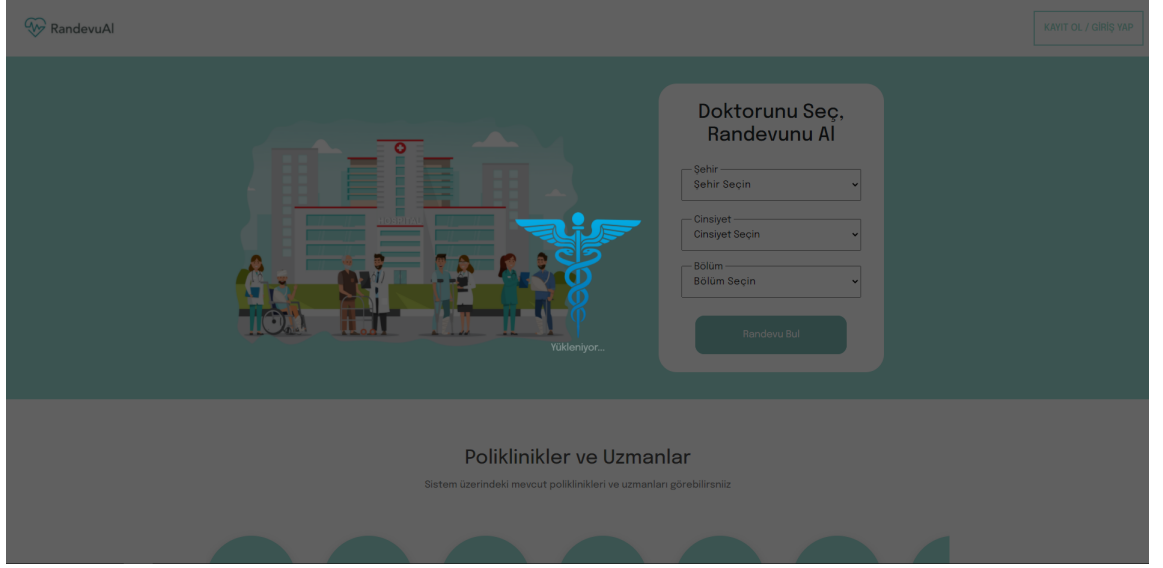 RandevuAl
KAYIT OL / GİRİŞ YAP
Doktorunu Seç,
Randevunu Al
Şehir
Şehir Seçin
Cinsiyet
Cinsiyet Seçin
Bölüm
Bölüm Seçin
Randevu Bul
HOSPITAL
Yükleniyor...
Poliklinikler ve Uzmanlar
Sistem üzerindeki mevcut poliklinikleri ve uzmanları görebilirsniiz